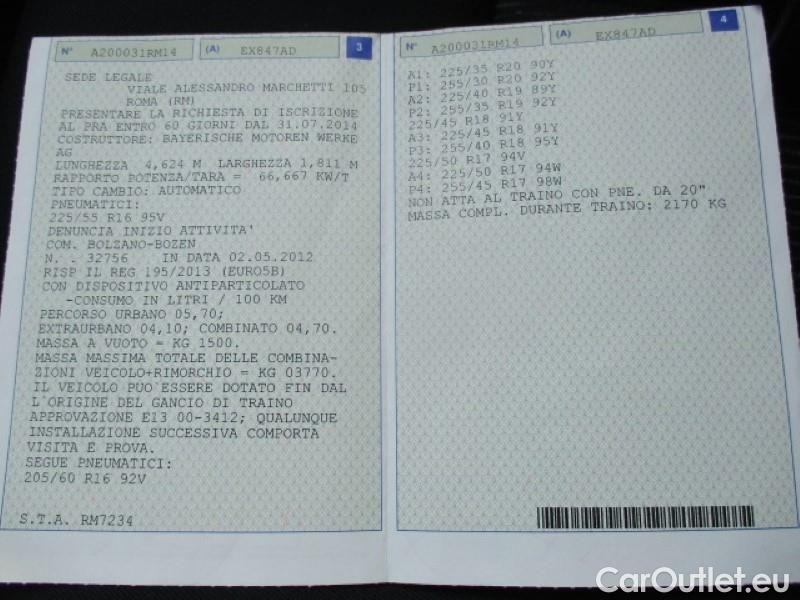 N° A200031RM14 (A) EX847AD 3
SEDE LEGALE
VIALE ALESSANDRO MARCHETTI 105
ROMA (RM)
PRESENTARE LA RICHIESTA DI ISCRIZIONE
AL PRA ENTRO 60 GIORNI DAL 31.07.2014
COSTRUTTORE: BAYERISCHE MOTOREN WERKE
AG
LUNGHEZZA 4,624 M LARGHEZZA 1,811 M
RAPPORTO POTENZA/TARA = 66,667 KW/T
TIPO CAMBIO: AUTOMATICO
PNEUMATICI:
225/55 R16 95V
DENUNCIA INIZIO ATTIVITA'
COM. BOLZANO-BOZEN
N. . 32756 IN DATA 02.05.2012
RISP IL REG 195/2013 (EURO5B)
CON DISPOSITIVO ANTIPARTICOLATO
-CONSUMO IN LITRI / 100 KM
PERCORSO URBANO 05,70;
EXTRAURBANO 04,10; COMBINATO 04,70.
MASSA A VUOTO = KG 1500.
MASSA MASSIMA TOTALE DELLE COMBINA-
ZIONI VEICOLO+RIMORCHIO = KG 03770.
IL VEICOLO PUO'ESSERE DOTATO FIN DAL
L'ORIGINE DEL GANCIO DI TRAINO
APPROVAZIONE E13 00-3412; QUALUNQUE
INSTALLAZIONE SUCCESSIVA COMPORTA
VISITA E PROVA.
SEGUE PNEUMATICI:
205/60 R16 92V
S.T.A. RM7234
N° A200031RM14 (A) EX847AD 4
A1: 225/35 R20 90Y
P1: 255/30 R20 92Y
A2: 225/40 R19 89Y
P2: 255/35 R19 92Y
225/45 R18 91Y
A3: 225/45 R18 91Y
P3: 255/40 R18 95Y
225/50 R17 94V
A4: 225/50 R17 94W
P4: 255/45 R17 98W
NON ATTA AL TRAINO CON PNE. DA 20"
MASSA COMPL. DURANTE TRAINO: 2170 KG
CarOutlet.eu